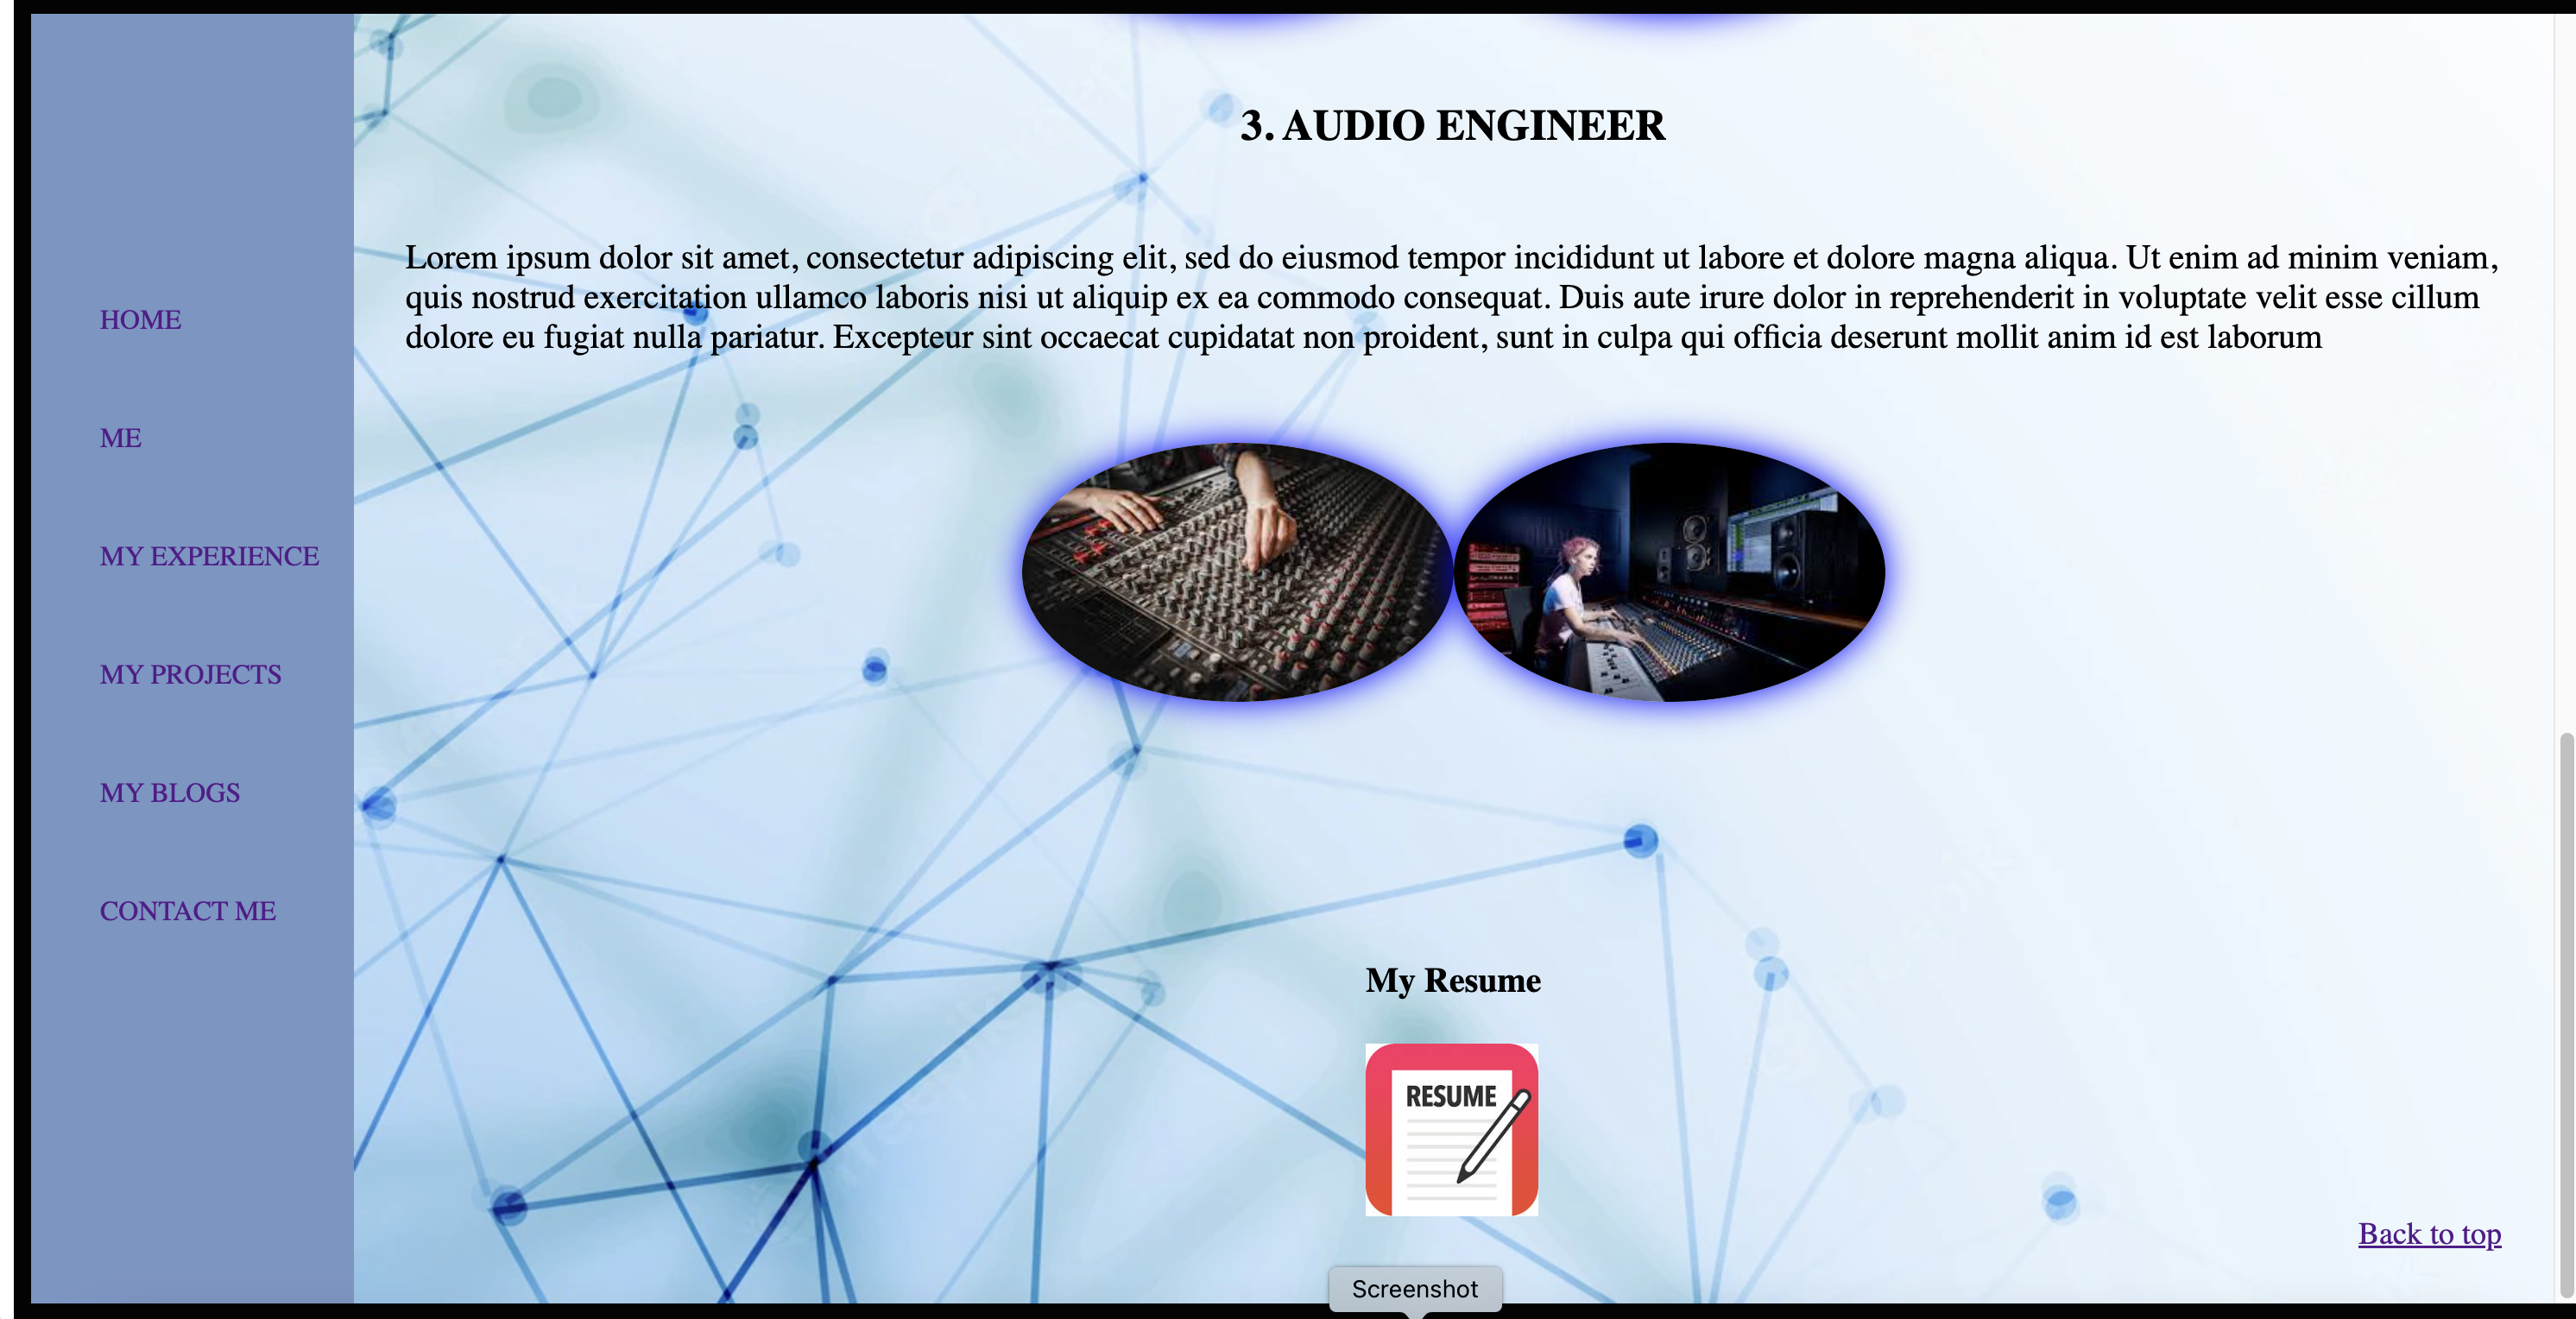 3. AUDIO ENGINEER
Lorem ipsum dolor sit amet, consectetur adipiscing elit, sed do eiusmod tempor incididunt ut labore et dolore magna aliqua. Ut enim ad minim veniam,
quis nostrud exercitation ullamco laboris nisi ut aliquip ex ea commodo consequat. Duis aute irure dolor in reprehenderit in voluptate velit esse cillum
dolore eu fugiat nulla pariatur. Excepteur sint occaecat cupidatat non proident, sunt in culpa qui officia deserunt mollit anim id est laborum
HOME
ME
MY EXPERIENCE
MY PROJECTS
MY BLOGS
CONTACT ME
My Resume
RESUME
Back to top
Screenshot